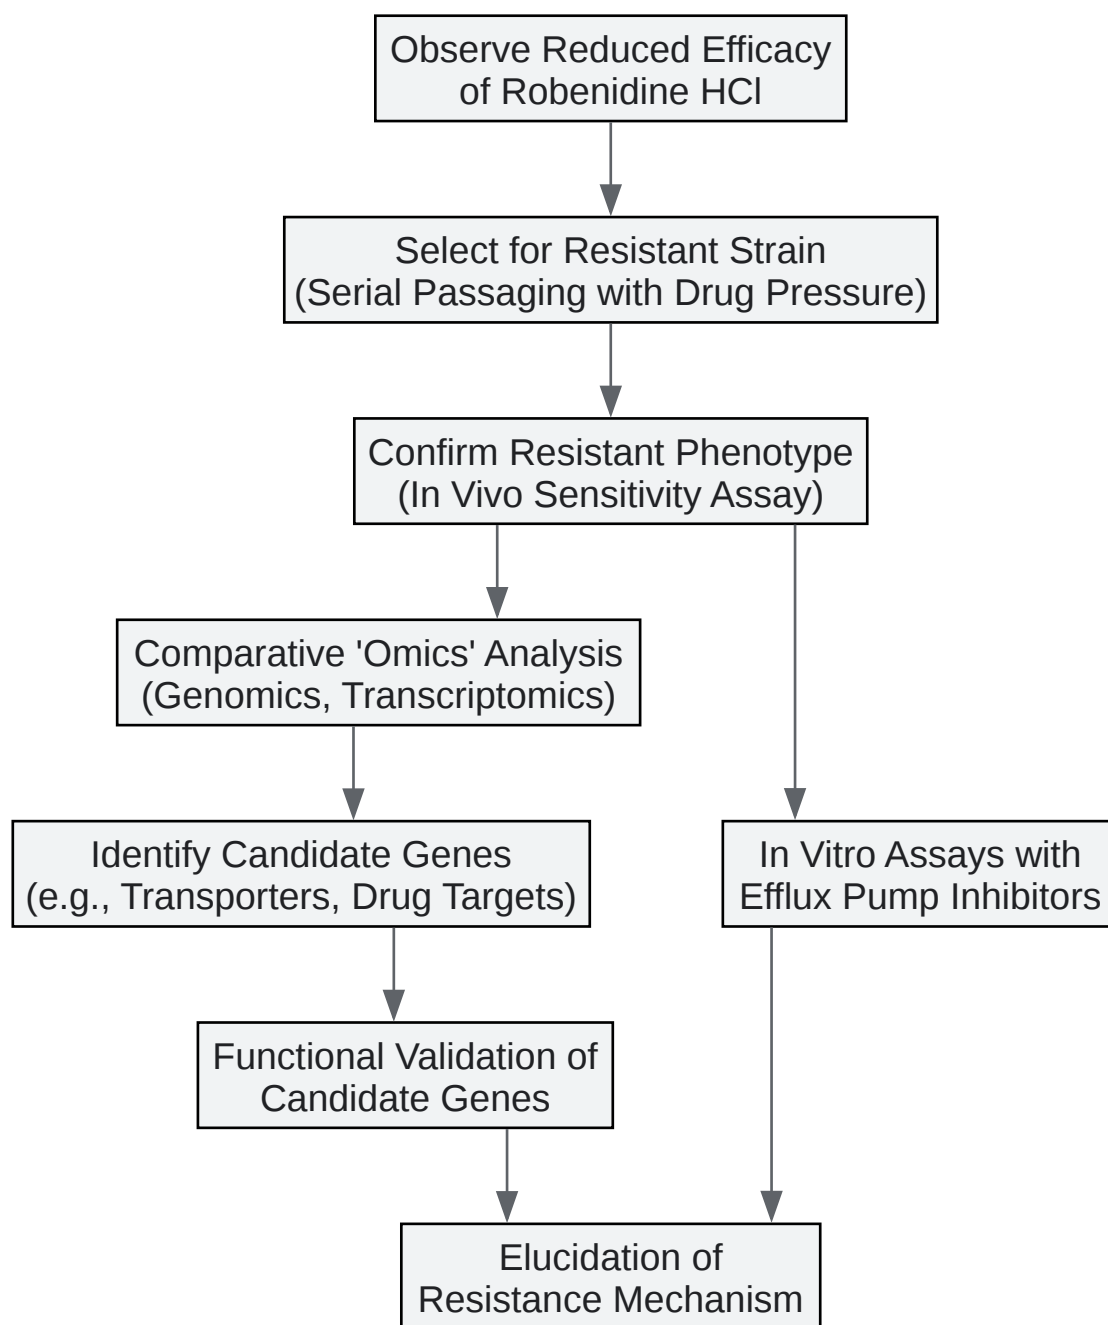 Observe Reduced Efficacy
of Robenidine HCl
Select for Resistant Strain
(Serial Passaging with Drug Pressure)
Confirm Resistant Phenotype
(In Vivo Sensitivity Assay)
Comparative 'Omics' Analysis
(Genomics, Transcriptomics)
Identify Candidate Genes
(e.g., Transporters, Drug Targets)
In Vitro Assays with
Efflux Pump Inhibitors
Functional Validation of
Candidate Genes
Elucidation of
Resistance Mechanism